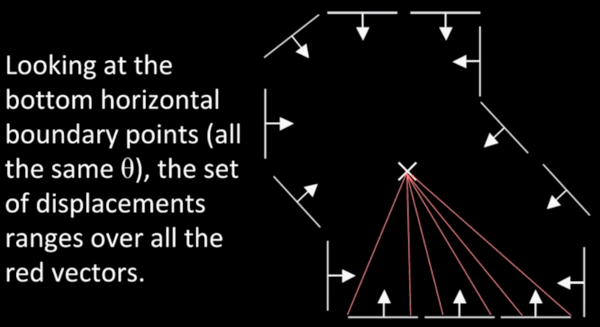 Looking at the
bottom horizontal
boundary points (all
the same θ), the set
of displacements
ranges over all the
red vectors.